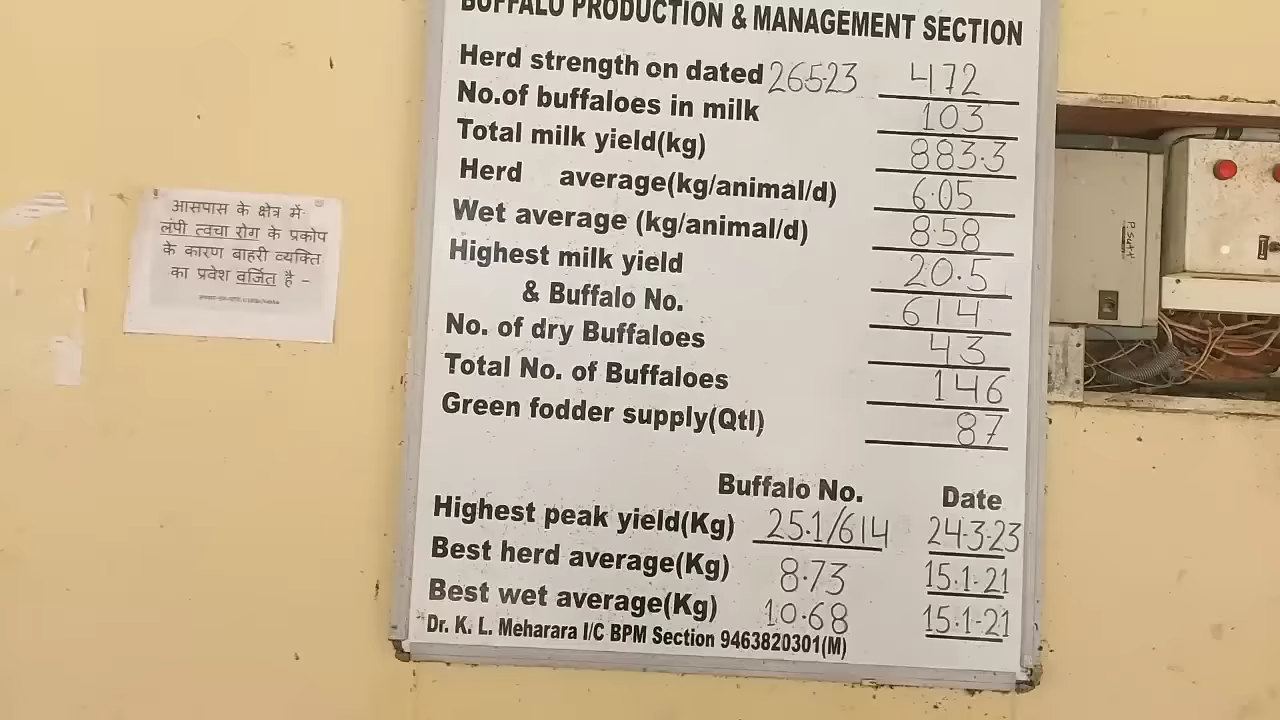 BUFFALO PRODUCTION & MANAGEMENT SECTION
Herd strength on dated 26523 472
No.of buffaloes in milk 103
Total milk yield(kg) 883.3
Herd average(kg/animal/d) 6.05
Wet average (kg/animal/d) 8.58
Highest milk yield 20.5
& Buffalo No. 614
No. of dry Buffaloes 43
Total No. of Buffaloes 146
Green fodder supply(Qtl) 87
Buffalo No. Date
Highest peak yield(Kg) 25.1/614 24.3.23
Best herd average(Kg) 8.73 15.1.21
Best wet average(Kg) 10.68 15.1.21
Dr. K. L. Meharara I/C BPM Section 9463820301(M)
आसपास के क्षेत्र में
लंपी त्वचा रोग के प्रकोप
के कारण बाहरी व्यक्ति
का प्रवेश वर्जित है –